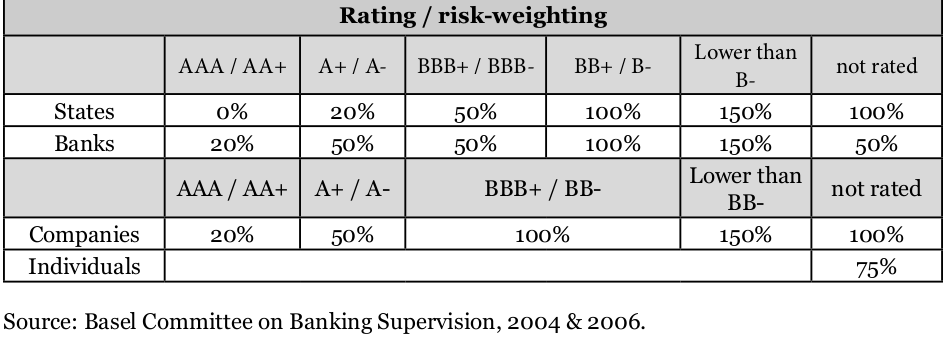 Rating / risk-weighting
AAA / AA+ A+ / A- BBB+ / BBB- BB+ / B- Lower than B- not rated
States 0% 20% 50% 100% 150% 100%
Banks 20% 50% 50% 100% 150% 50%
AAA / AA+ A+ / A- BBB+ / BB- Lower than BB- not rated
Companies 20% 50% 100% 150% 100%
Individuals 75%
Source: Basel Committee on Banking Supervision, 2004 & 2006.